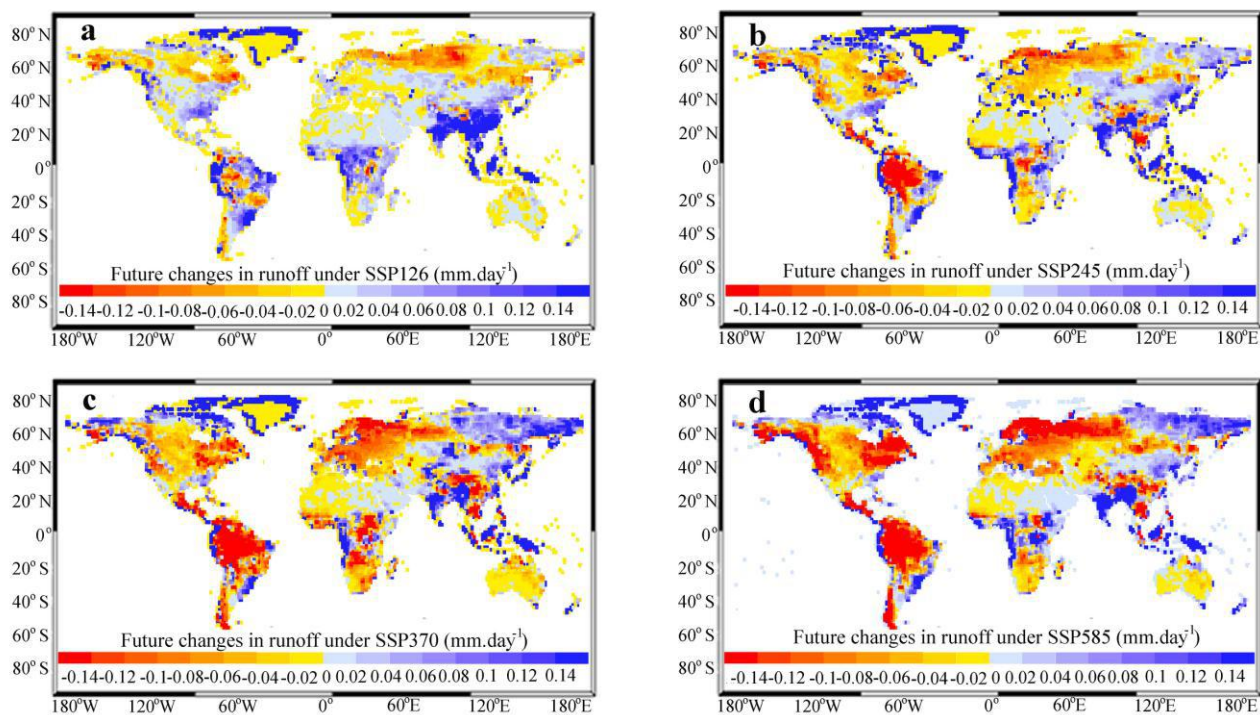 a
80° N
60° N
40° N
20° N
0°
20° S
40° S
60° S
80° S
Future changes in runoff under SSP126 (mm.day-1)
-0.14 -0.12 -0.1 -0.08 -0.06 -0.04 -0.02 0 0.02 0.04 0.06 0.08 0.1 0.12 0.14
180°W 120°W 60°W 0° 60°E 120°E 180°E
b
80° N
60° N
40° N
20° N
0°
20° S
40° S
60° S
80° S
Future changes in runoff under SSP245 (mm.day-1)
-0.14 -0.12 -0.1 -0.08 -0.06 -0.04 -0.02 0 0.02 0.04 0.06 0.08 0.1 0.12 0.14
180°W 120°W 60°W 0° 60°E 120°E 180°E
c
80° N
60° N
40° N
20° N
0°
20° S
40° S
60° S
80° S
Future changes in runoff under SSP370 (mm.day-1)
-0.14 -0.12 -0.1 -0.08 -0.06 -0.04 -0.02 0 0.02 0.04 0.06 0.08 0.1 0.12 0.14
180°W 120°W 60°W 0° 60°E 120°E 180°E
d
80° N
60° N
40° N
20° N
0°
20° S
40° S
60° S
80° S
Future changes in runoff under SSP585 (mm.day-1)
-0.14 -0.12 -0.1 -0.08 -0.06 -0.04 -0.02 0 0.02 0.04 0.06 0.08 0.1 0.12 0.14
180°W 120°W 60°W 0° 60°E 120°E 180°E